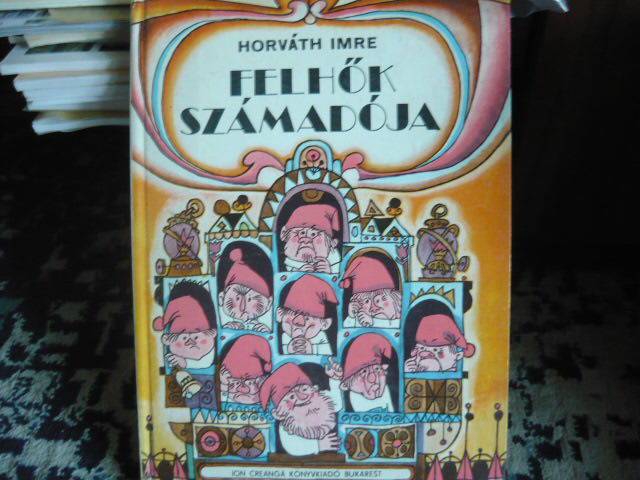 HORVÁTH IMRE
FELHŐK
SZÁMADÓJA
ION CREANGĂ KÖNYVKIADÓ BUKAREST